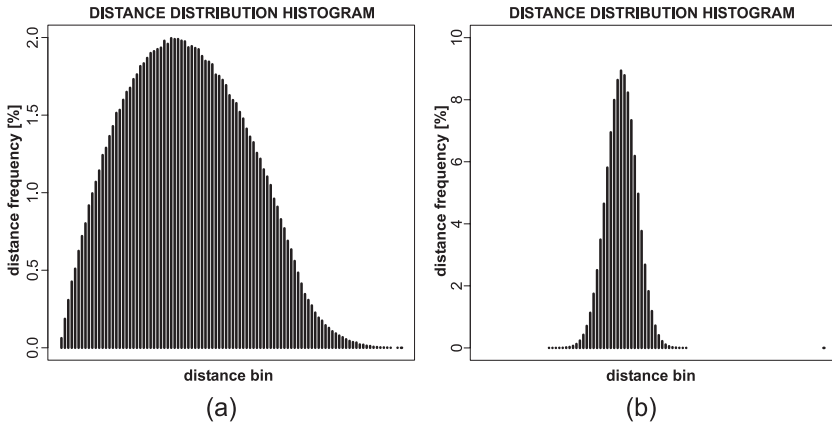 DISTANCE DISTRIBUTION HISTOGRAM
distance frequency [%]
2.0
1.5
1.0
0.5
0.0
distance bin
(a)
DISTANCE DISTRIBUTION HISTOGRAM
distance frequency [%]
10
8
6
4
2
0
distance bin
(b)